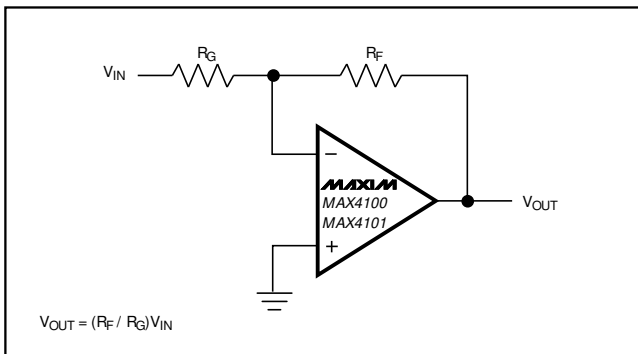 R_G
R_F
V_IN
−
MAXIM
MAX4100
MAX4101
+
V_OUT
V_OUT = (R_F / R_G)V_IN